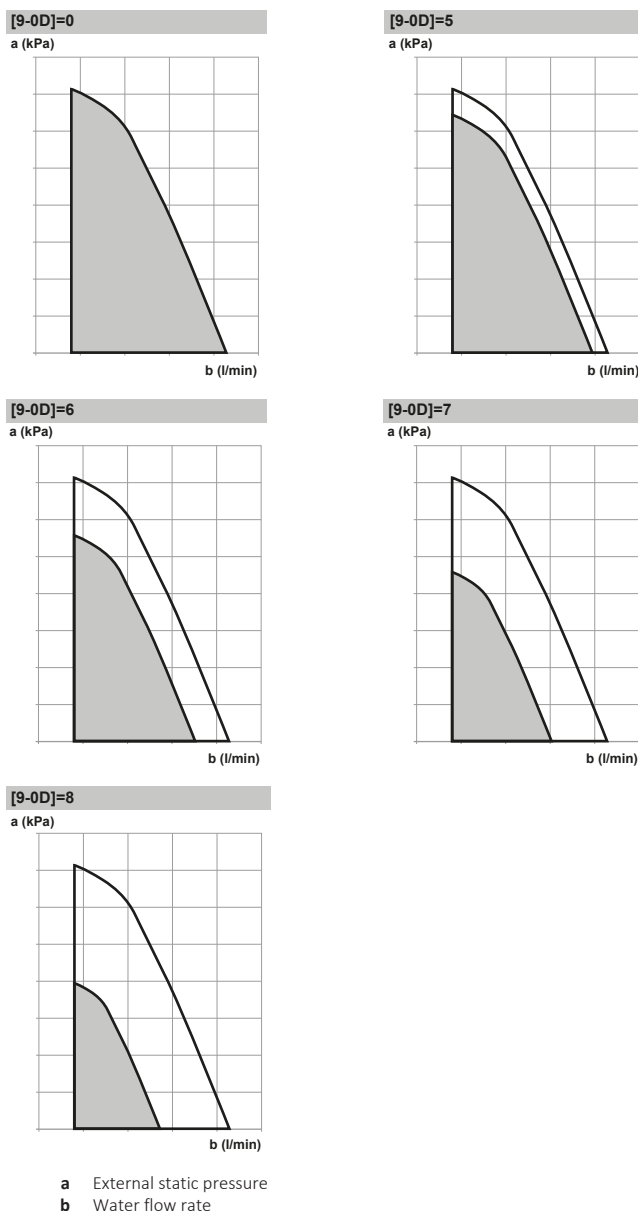 [9-0D]=0
a (kPa)
b (l/min)
[9-0D]=5
a (kPa)
b (l/min)
[9-0D]=6
a (kPa)
b (l/min)
[9-0D]=7
a (kPa)
b (l/min)
[9-0D]=8
a (kPa)
b (l/min)
a External static pressure
b Water flow rate